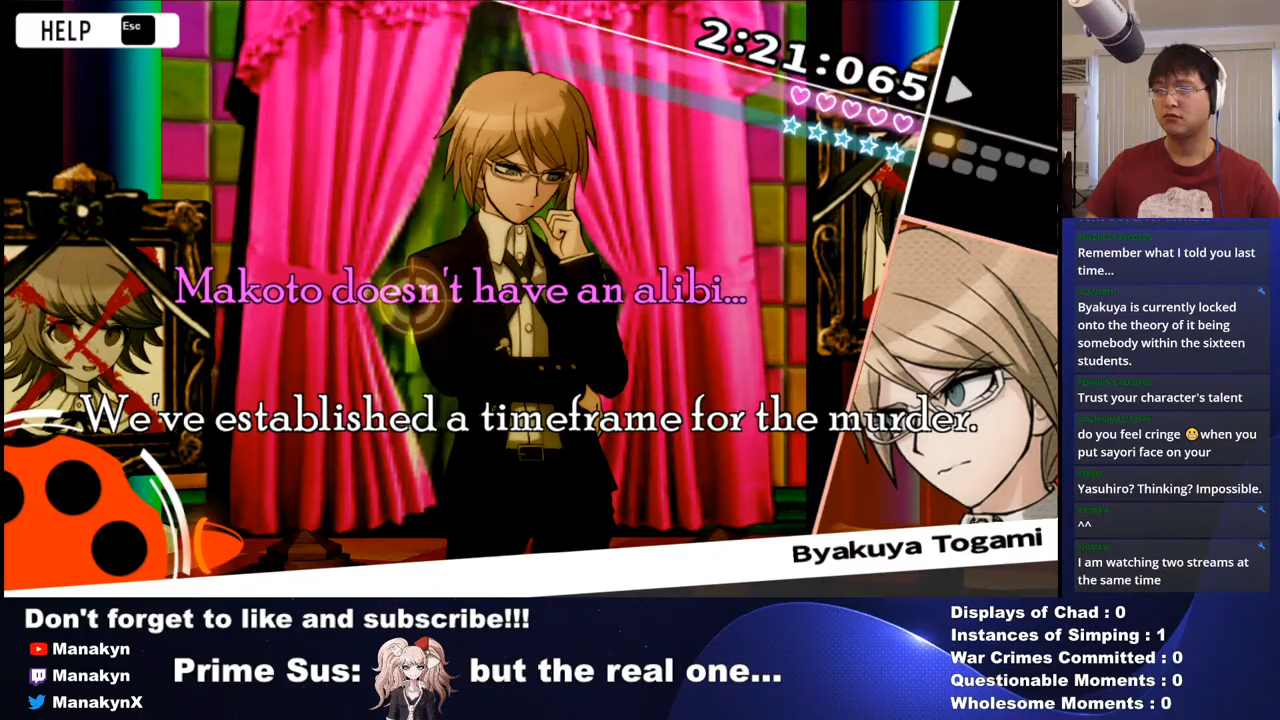 HELP Esc
2:21:065
Makoto doesn't have an alibi...
We've established a timeframe for the murder.
Byakuya Togami
Remember what I told you last
time...
Byakuya is currently locked
onto the theory of it being
somebody within the sixteen
students.
Trust your character's talent
do you feel cringe 😬 when you
put sayori face on your
Yasuhiro? Thinking? Impossible.
^^
I am watching two streams at
the same time
Don't forget to like and subscribe!!!
Manakyn
Manakyn
ManakynX
Prime Sus: but the real one...
Displays of Chad : 0
Instances of Simping : 1
War Crimes Committed : 0
Questionable Moments : 0
Wholesome Moments : 0